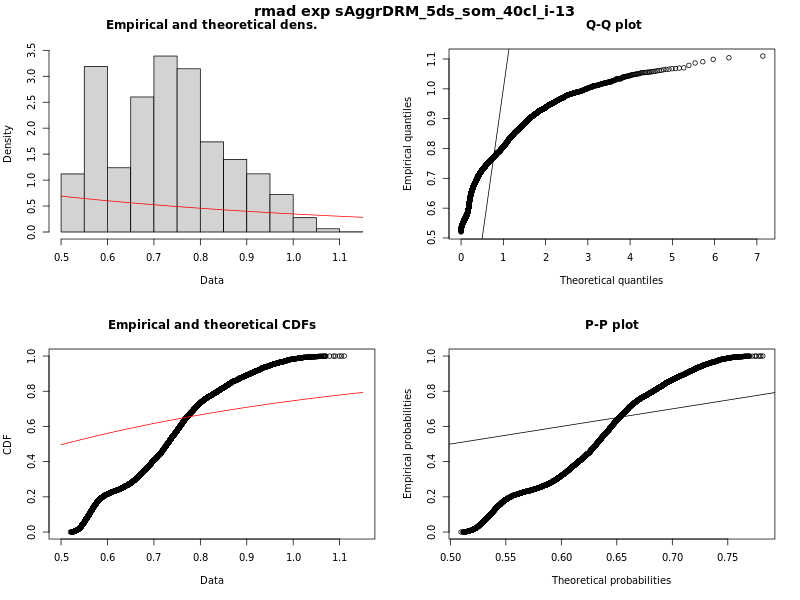 rmad exp sAggrDRM_5ds_som_40cl_i-13
Empirical and theoretical dens.
Density
0.0 0.5 1.0 1.5 2.0 2.5 3.0 3.5
0.5 0.6 0.7 0.8 0.9 1.0 1.1
Data
Q-Q plot
Empirical quantiles
0.5 0.6 0.7 0.8 0.9 1.0 1.1
0 1 2 3 4 5 6 7
Theoretical quantiles
Empirical and theoretical CDFs
CDF
0.0 0.2 0.4 0.6 0.8 1.0
0.5 0.6 0.7 0.8 0.9 1.0 1.1
Data
P-P plot
Empirical probabilities
0.0 0.2 0.4 0.6 0.8 1.0
0.50 0.55 0.60 0.65 0.70 0.75
Theoretical probabilities